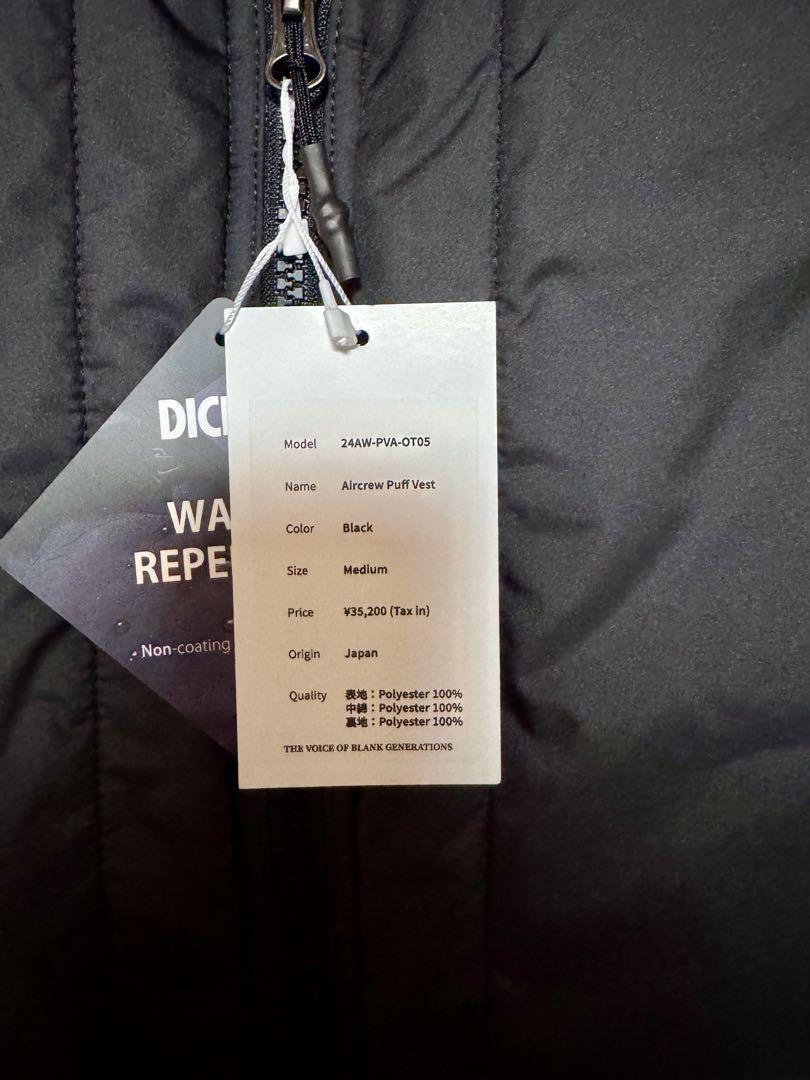 Model 24AW-PVA-OT05
Name Aircrew Puff Vest
Color Black
Size Medium
Price ¥35,200 (Tax in)
Origin Japan
Quality 表地：Polyester 100%
中綿：Polyester 100%
裏地：Polyester 100%
THE VOICE OF BLANK GENERATIONS
DIC
WA
REPE
Non-coating